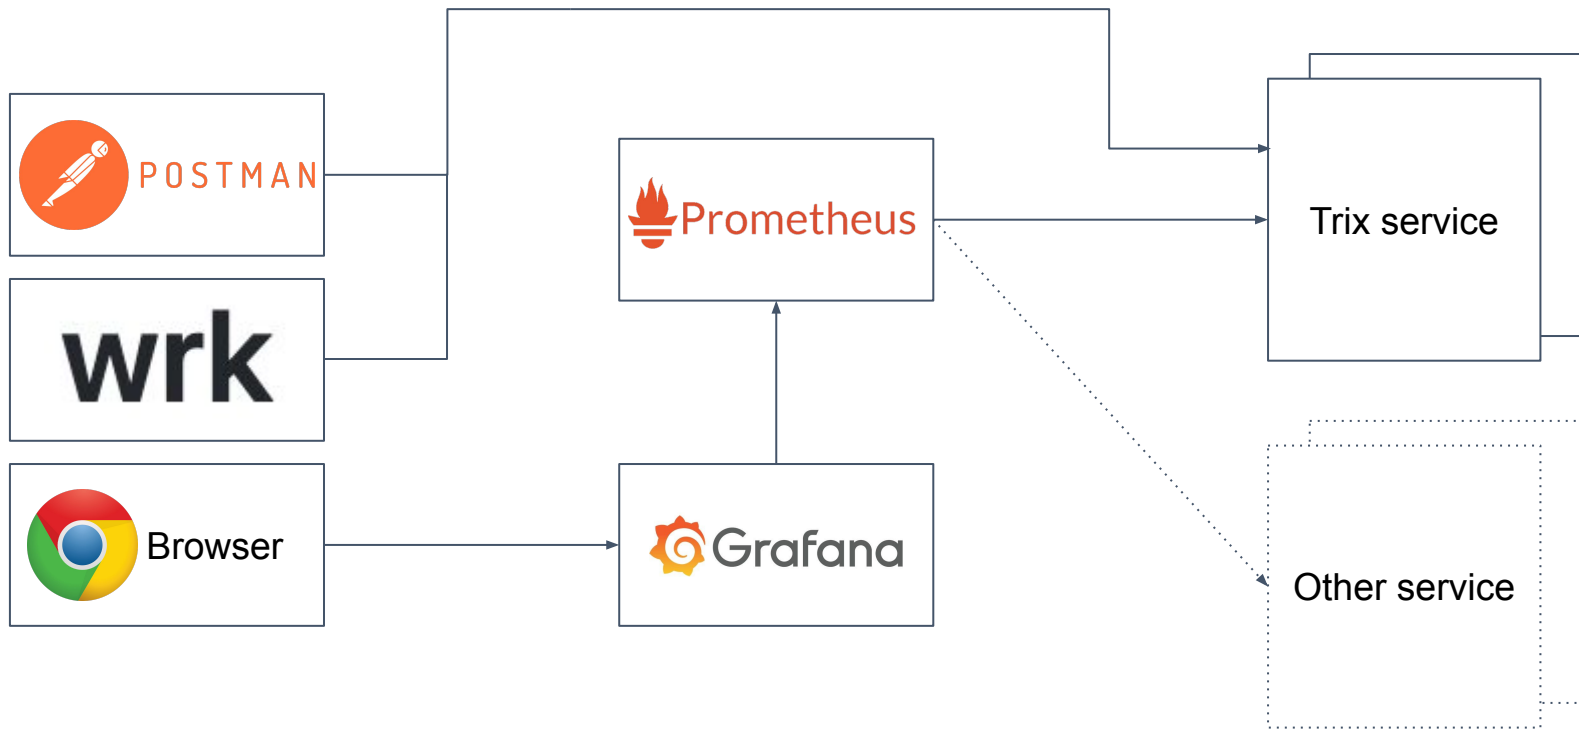 POSTMAN
Prometheus
Trix service
wrk
Browser
Grafana
Other service